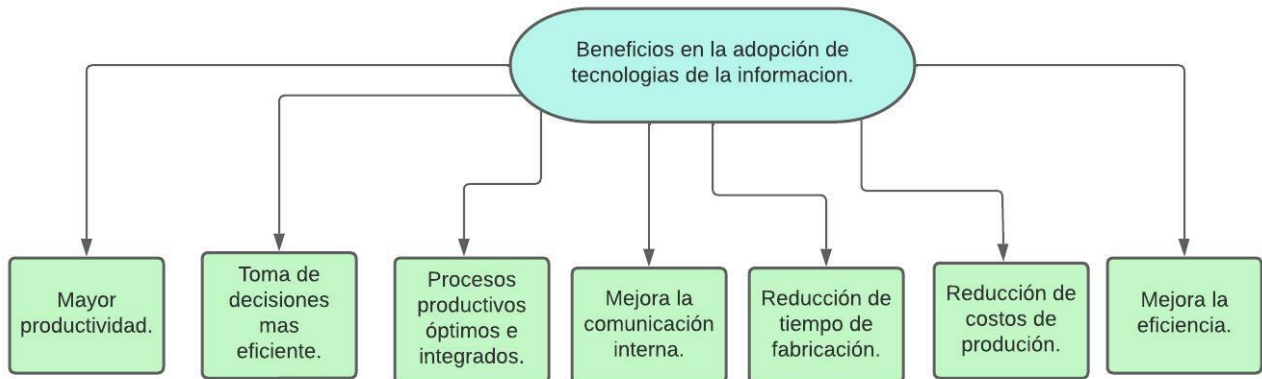 Beneficios en la adopción de
tecnologias de la informacion.
Mayor
productividad.
Toma de
decisiones
mas
eficiente.
Procesos
productivos
óptimos e
integrados.
Mejora la
comunicación
interna.
Reducción de
tiempo de
fabricación.
Reducción de
costos de
produción.
Mejora la
eficiencia.